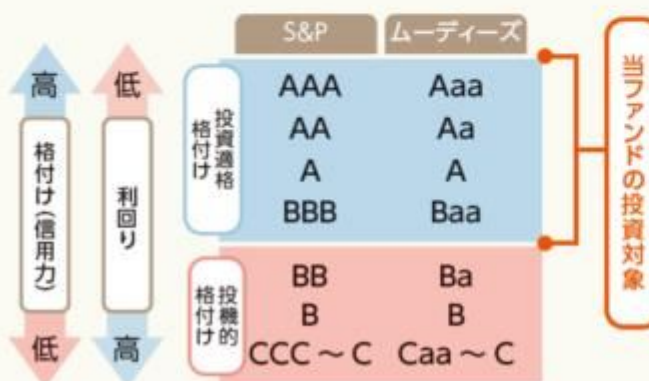 S&P ムーディーズ
高
格付け(信用力)
低
低
利回り
高
投資適格
格付け
AAA Aaa
AA Aa
A A
BBB Baa
投機的
格付け
BB Ba
B B
CCC ~ C Caa ~ C
当ファンドの投資対象